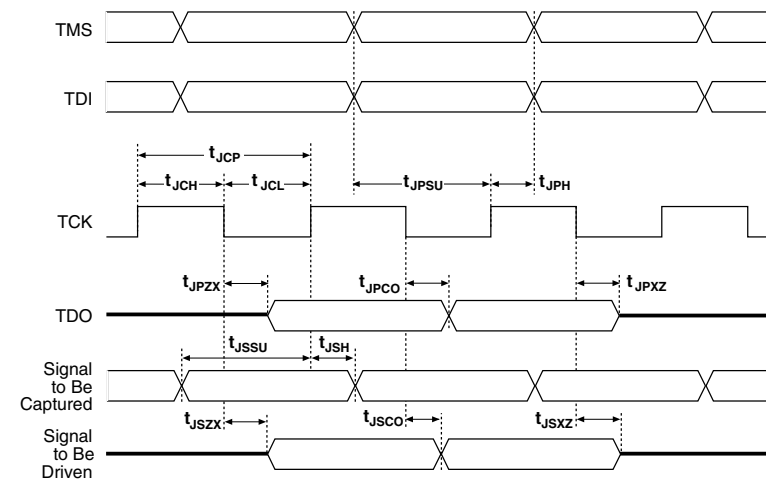 TMS
TDI
tJCP
tJCH
tJCL
tJPSU
tJPH
TCK
tJPZX
tJPCO
tJPXZ
TDO
tJSSU
tJSH
Signal
to Be
Captured
tJSZX
tJSCO
tJSXZ
Signal
to Be
Driven